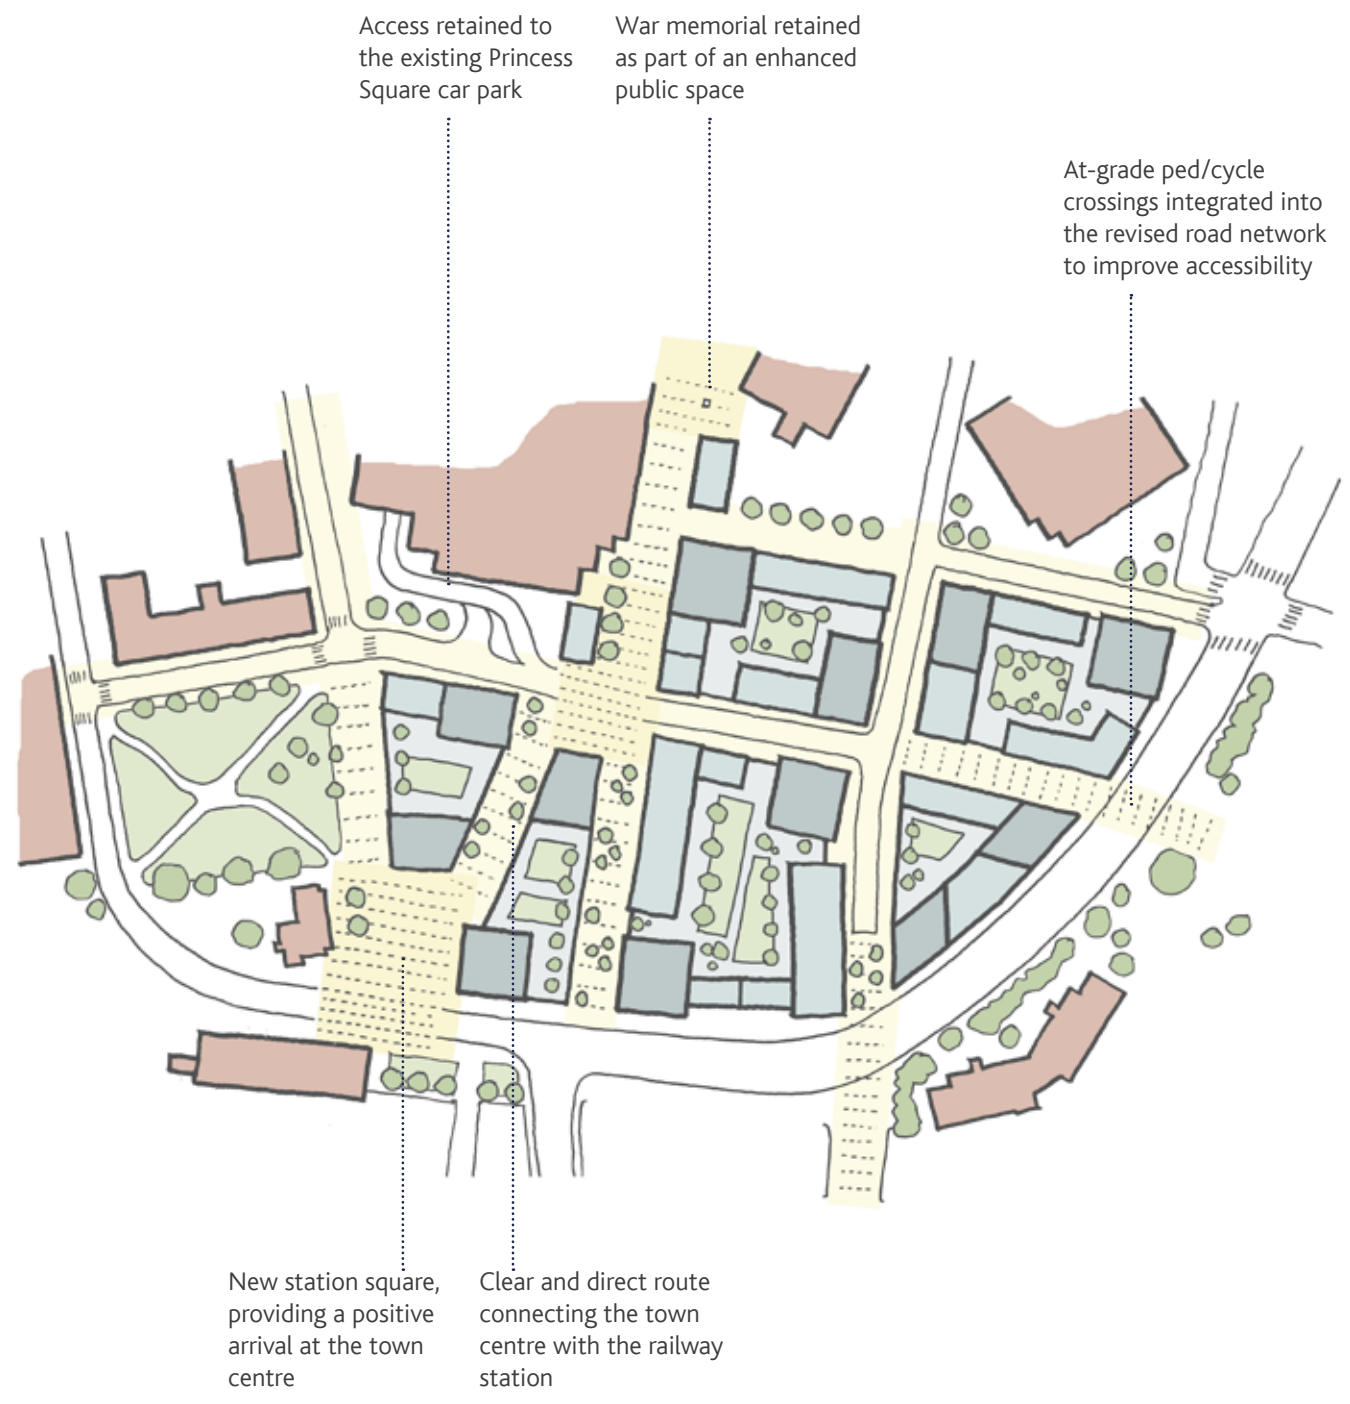 Access retained to
the existing Princess
Square car park
War memorial retained
as part of an enhanced
public space
At-grade ped/cycle
crossings integrated into
the revised road network
to improve accessibility
New station square,
providing a positive
arrival at the town
centre
Clear and direct route
connecting the town
centre with the railway
station